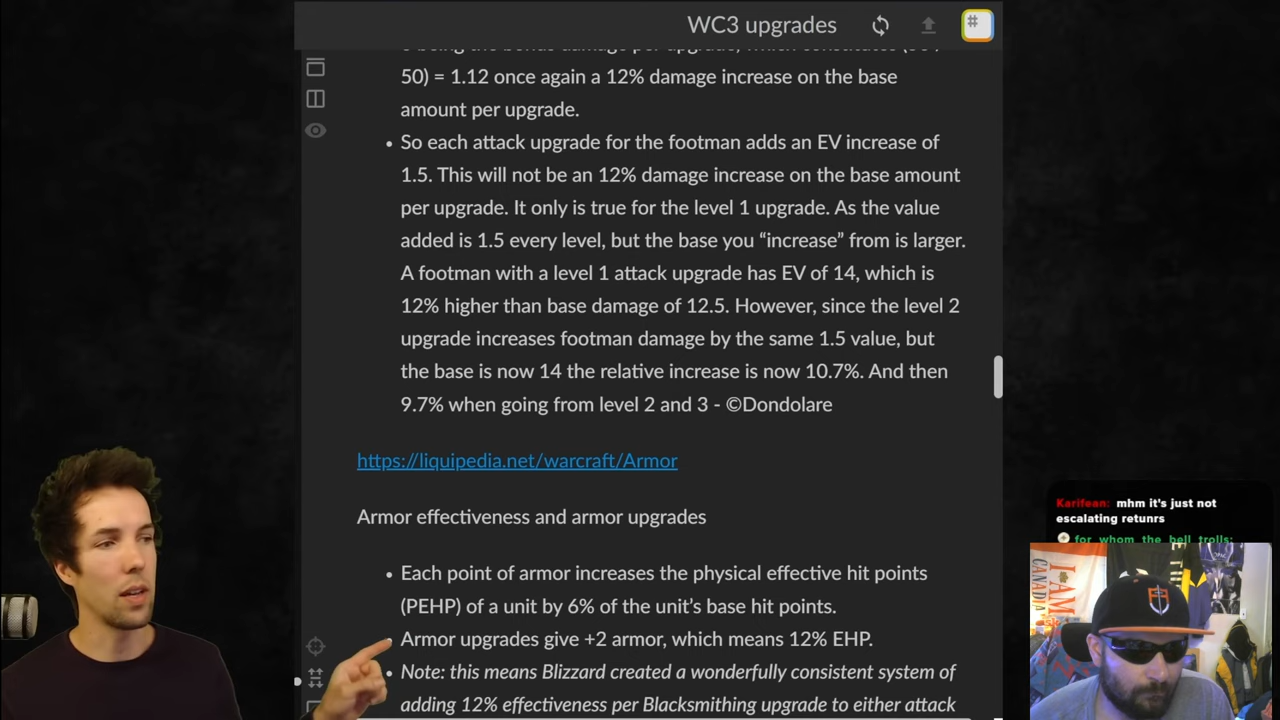 WC3 upgrades
50) = 1.12 once again a 12% damage increase on the base
amount per upgrade.
• So each attack upgrade for the footman adds an EV increase of
1.5. This will not be an 12% damage increase on the base amount
per upgrade. It only is true for the level 1 upgrade. As the value
added is 1.5 every level, but the base you “increase” from is larger.
A footman with a level 1 attack upgrade has EV of 14, which is
12% higher than base damage of 12.5. However, since the level 2
upgrade increases footman damage by the same 1.5 value, but
the base is now 14 the relative increase is now 10.7%. And then
9.7% when going from level 2 and 3 - ©Dondolare
https://liquipedia.net/warcraft/Armor
Armor effectiveness and armor upgrades
• Each point of armor increases the physical effective hit points
(PEHP) of a unit by 6% of the unit’s base hit points.
Armor upgrades give +2 armor, which means 12% EHP.
• Note: this means Blizzard created a wonderfully consistent system of
adding 12% effectiveness per Blacksmithing upgrade to either attack
Karifean: mhm it's just not
escalating retunrs
for_whom_the_bell_trolls:
I AM
CANADIA